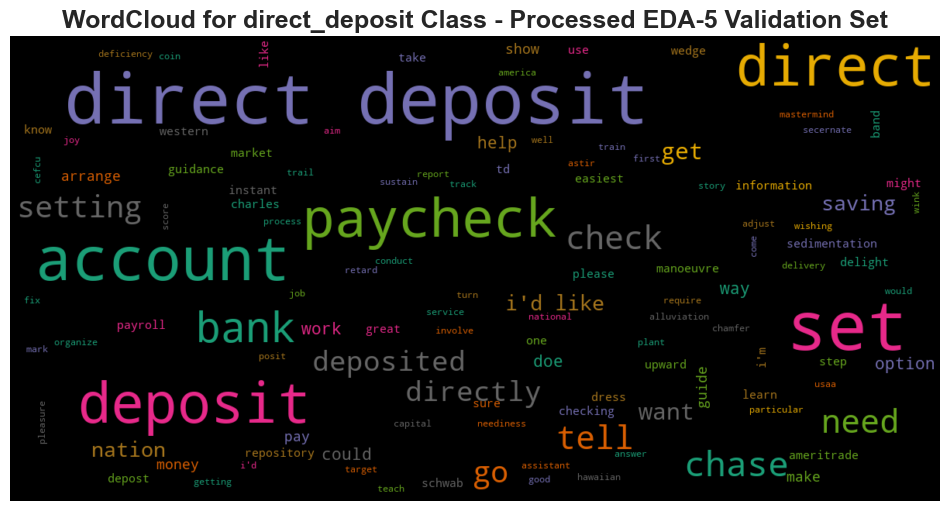 WordCloud for direct_deposit Class - Processed EDA-5 Validation Set
deficiency coin like take show use wedge
direct deposit direct
america
mastermind
know western aim secernate band
joy help well get
market train first
cefcu arrange guidance trail td astir easiest
sustain report track story information might
instant
setting score charles paycheck check saving wink
process adjust wishing
account retard conduct come sedimentation
please manoeuvre delivery delight
fix job turn i'd like require way would
payroll bank work great service national alluviation chamfer set
organize involve
mark posit deposited one doe plant upward i'm step option
directly guide usaa
deposit sure dress learn
pleasure checking want particular need
capital neediness
nation pay could tell
repository answer ameritrade
money i'd target go assistant chase make
depost getting teach schwab good hawaiian